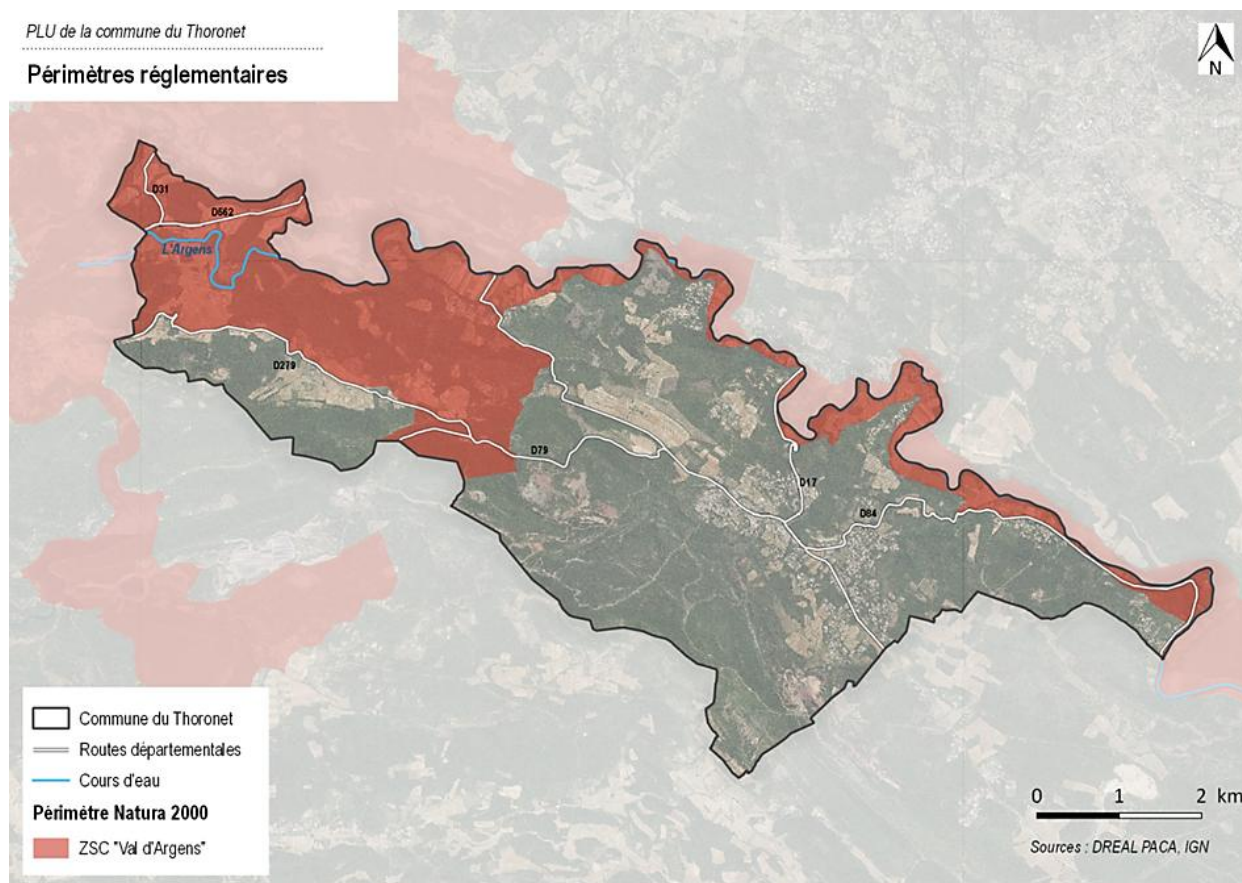 PLU de la commune du Thoronet
Périmètres réglementaires
N
D31
D562
L'Argens
D279
D79
D17
D84
Commune du Thoronet
Routes départementales
Cours d'eau
Périmètre Natura 2000
ZSC "Val d'Argens"
0 1 2 km
Sources : DREAL PACA, IGN